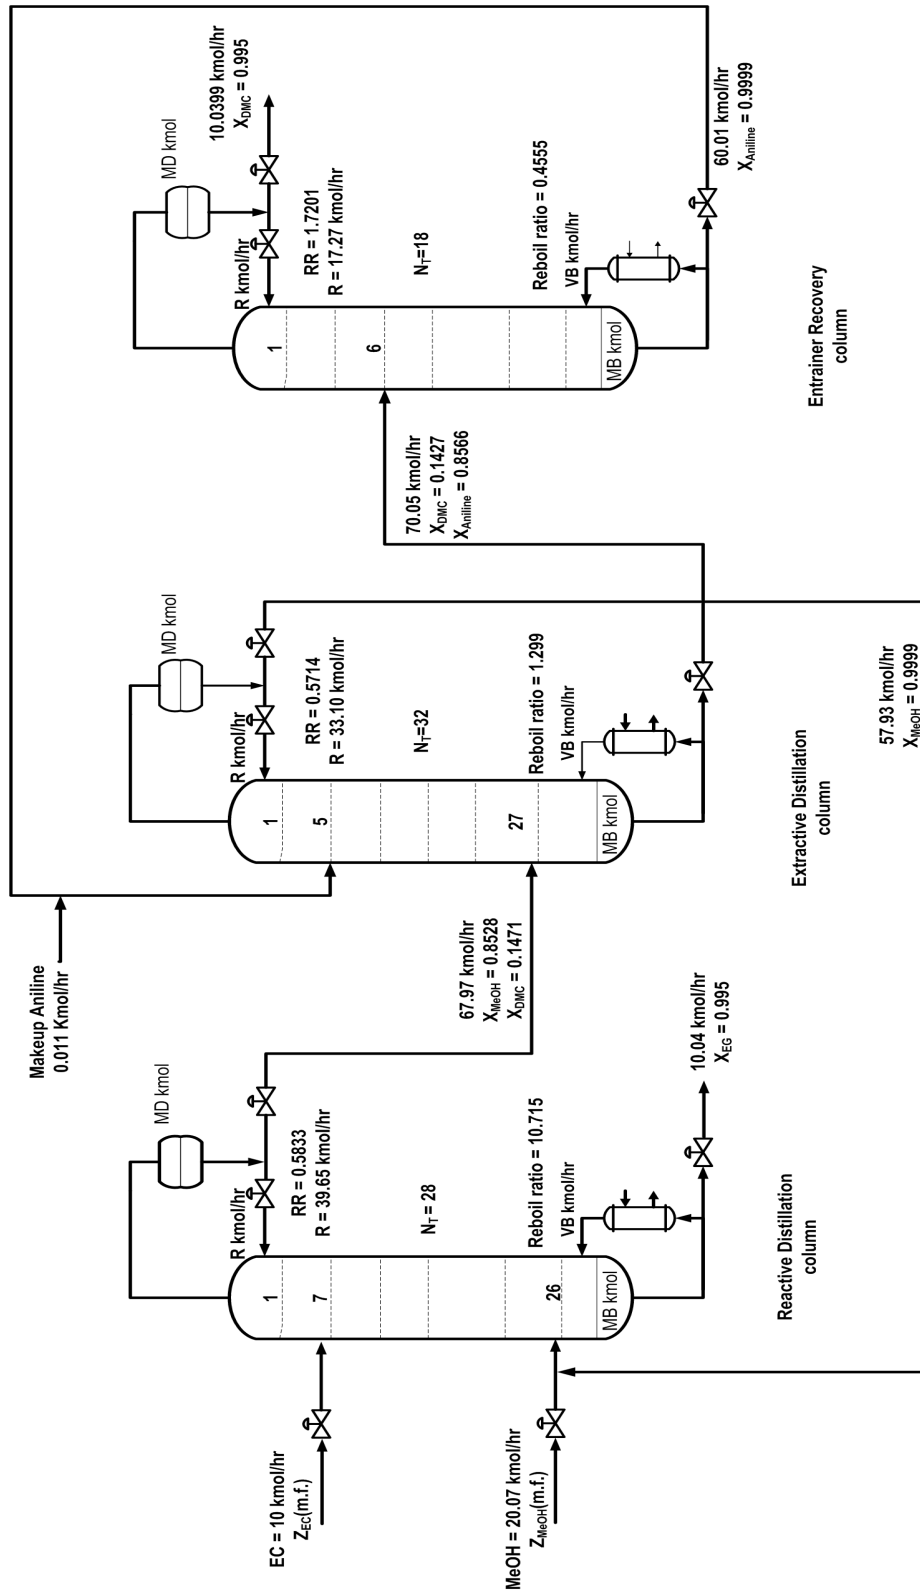 EC = 10 kmol/hr
Z_EC(m.f.)
MeOH = 20.07 kmol/hr
Z_MeOH(m.f.)
MD kmol
R kmol/hr
RR = 0.5833
R = 39.65 kmol/hr
1
7
N_T = 28
26
Reboil ratio = 10.715
VB kmol/hr
MB kmol
10.04 kmol/hr
X_EG = 0.995
Reactive Distillation
column
Makeup Aniline
0.011 Kmol/hr
67.97 kmol/hr
X_MeOH = 0.8528
X_DMC = 0.1471
MD kmol
R kmol/hr
RR = 0.5714
R = 33.10 kmol/hr
1
5
N_T=32
27
Reboil ratio = 1.299
VB kmol/hr
MB kmol
57.93 kmol/hr
X_MeOH = 0.9999
Extractive Distillation
column
70.05 kmol/hr
X_DMC = 0.1427
X_Aniline = 0.8566
MD kmol
10.0399 kmol/hr
X_DMC = 0.995
R kmol/hr
RR = 1.7201
R = 17.27 kmol/hr
1
6
N_T=18
Reboil ratio = 0.4555
VB kmol/hr
MB kmol
60.01 kmol/hr
X_Aniline = 0.9999
Entrainer Recovery
column